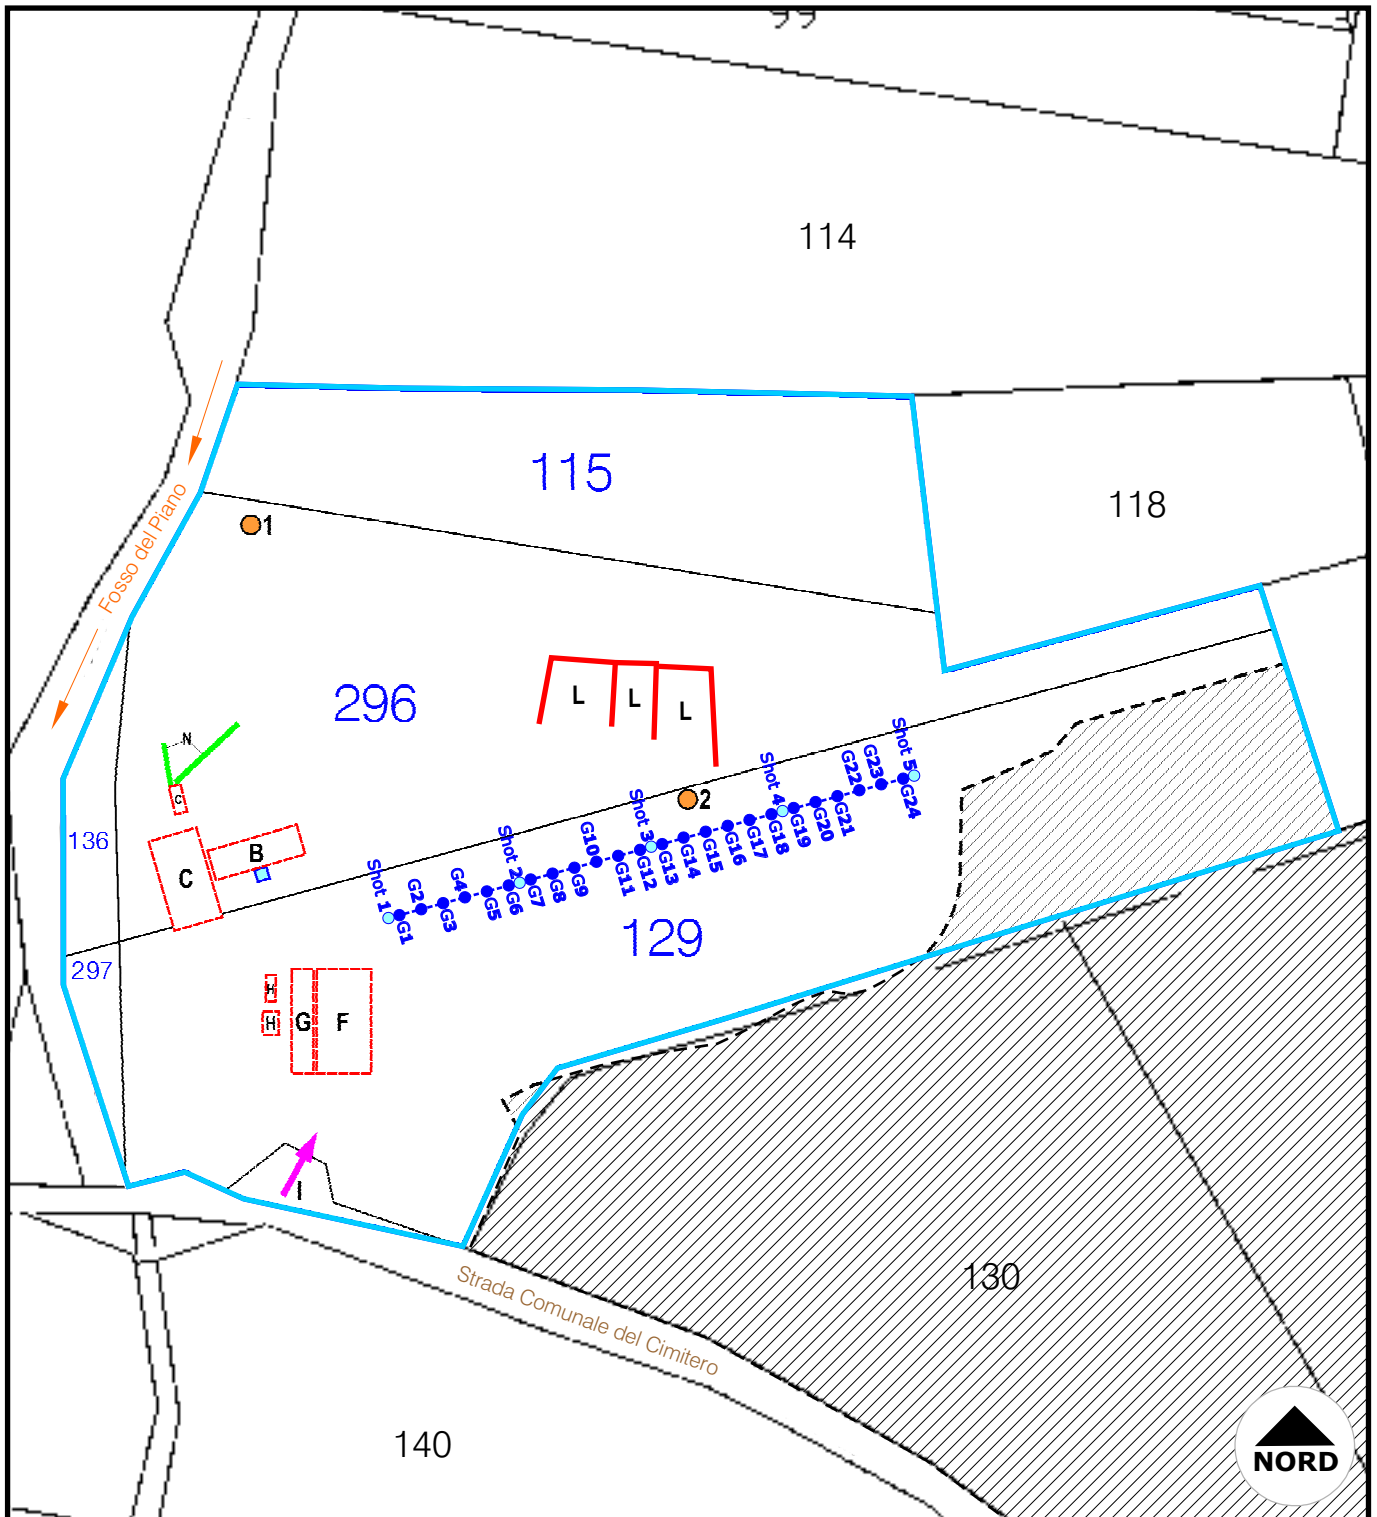 114
115
118
1
Fosso del Piano
296
L
L
L
N
C
Shot 5
G23
G22
Shot 4
2
G24
136
Shot 3
G21
G20
G19
G18
G17
G16
G15
G14
G13
G12
G11
G10
B
C
Shot 2
G9
G8
G7
G6
G5
G4
G3
G2
Shot 1
G1
129
297
H
H
G
F
I
130
Strada Comunale del Cimitero
140
NORD